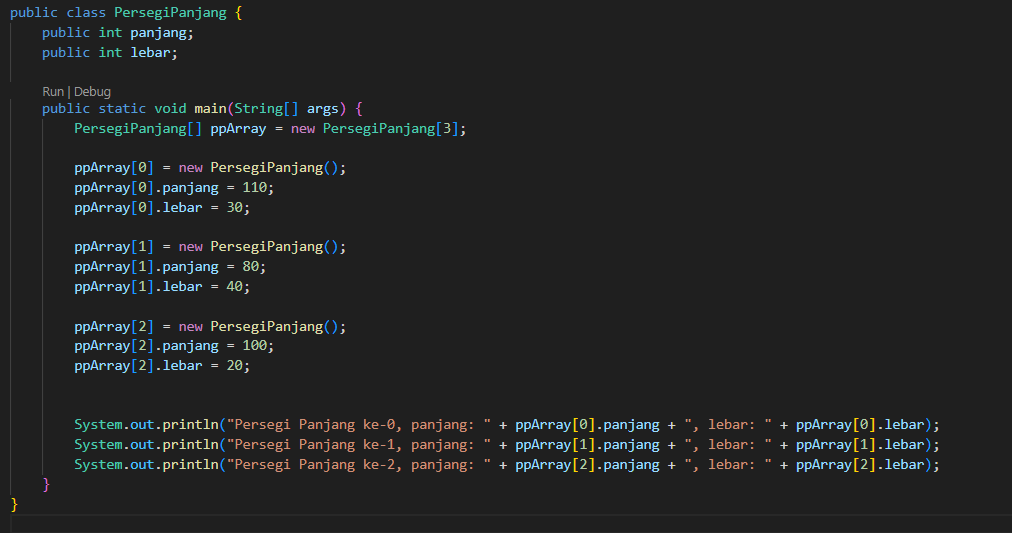 public class PersegiPanjang {
    public int panjang;
    public int lebar;

    Run | Debug
    public static void main(String[] args) {
        PersegiPanjang[] ppArray = new PersegiPanjang[3];

        ppArray[0] = new PersegiPanjang();
        ppArray[0].panjang = 110;
        ppArray[0].lebar = 30;

        ppArray[1] = new PersegiPanjang();
        ppArray[1].panjang = 80;
        ppArray[1].lebar = 40;

        ppArray[2] = new PersegiPanjang();
        ppArray[2].panjang = 100;
        ppArray[2].lebar = 20;


        System.out.println("Persegi Panjang ke-0, panjang: " + ppArray[0].panjang + ", lebar: " + ppArray[0].lebar);
        System.out.println("Persegi Panjang ke-1, panjang: " + ppArray[1].panjang + ", lebar: " + ppArray[1].lebar);
        System.out.println("Persegi Panjang ke-2, panjang: " + ppArray[2].panjang + ", lebar: " + ppArray[2].lebar);
    }
}